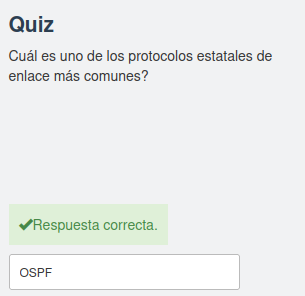 Quiz
Cuál es uno de los protocolos estatales de
enlace más comunes?
Respuesta correcta.
OSPF